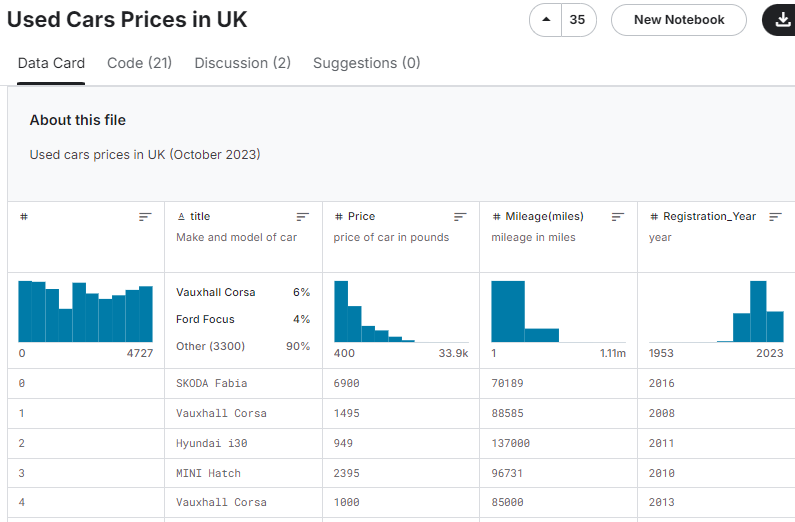 Used Cars Prices in UK
35
New Notebook
Data Card Code (21) Discussion (2) Suggestions (0)
About this file
Used cars prices in UK (October 2023)
# title # Price # Mileage(miles) # Registration_Year
Make and model of car price of car in pounds mileage in miles year
Vauxhall Corsa 6%
Ford Focus 4%
Other (3300) 90%
0 4727 400 33.9k 1 1.11m 1953 2023
0 SKODA Fabia 6900 70189 2016
1 Vauxhall Corsa 1495 88585 2008
2 Hyundai i30 949 137000 2011
3 MINI Hatch 2395 96731 2010
4 Vauxhall Corsa 1000 85000 2013